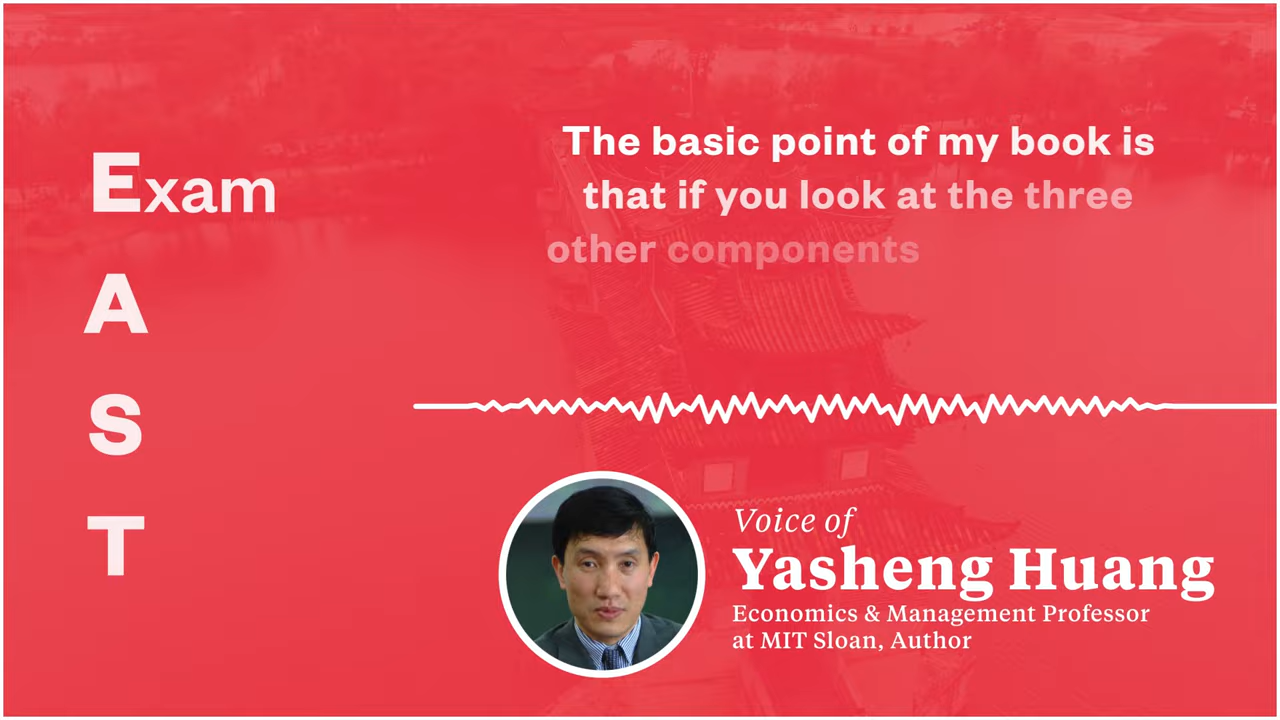 Exam
A
S
T
The basic point of my book is
that if you look at the three
other components
Voice of
Yasheng Huang
Economics & Management Professor
at MIT Sloan, Author